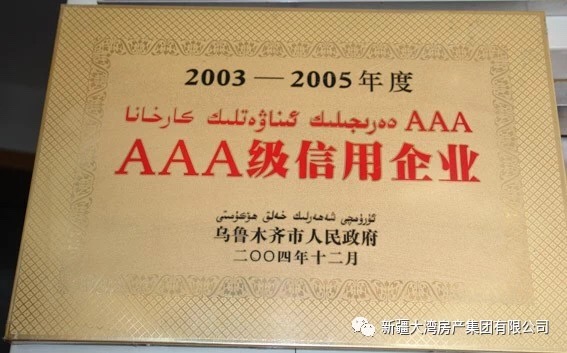 2003—2005年度
AAA دەرىجىلىك ئىناۋەتلىك كارخانا
AAA级信用企业
ئۈرۈمچى شەھەرلىك خەلق ھۆكۈمىتى
乌鲁木齐市人民政府
二〇〇四年十二月
新疆大湾房产集团有限公司